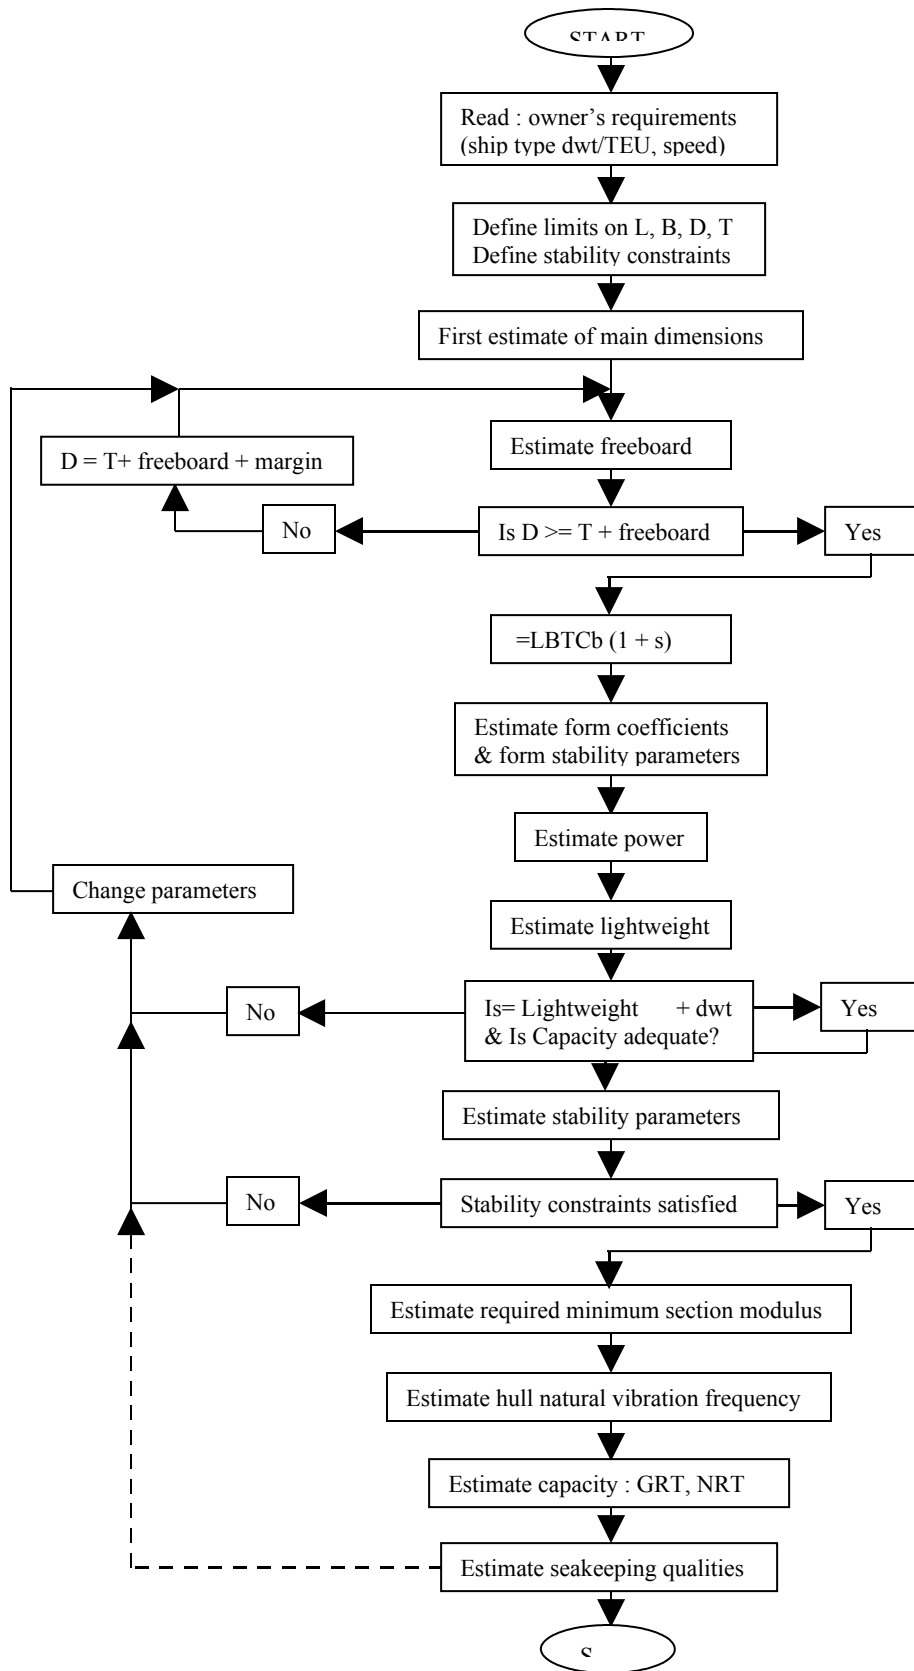 START
Read : owner's requirements
(ship type dwt/TEU, speed)
Define limits on L, B, D, T
Define stability constraints
First estimate of main dimensions
Estimate freeboard
D = T+ freeboard + margin
No
Is D >= T + freeboard
Yes
=LBTCb (1 + s)
Estimate form coefficients
& form stability parameters
Estimate power
Change parameters
Estimate lightweight
No
Is= Lightweight + dwt
& Is Capacity adequate?
Yes
Estimate stability parameters
No
Stability constraints satisfied
Yes
Estimate required minimum section modulus
Estimate hull natural vibration frequency
Estimate capacity : GRT, NRT
Estimate seakeeping qualities